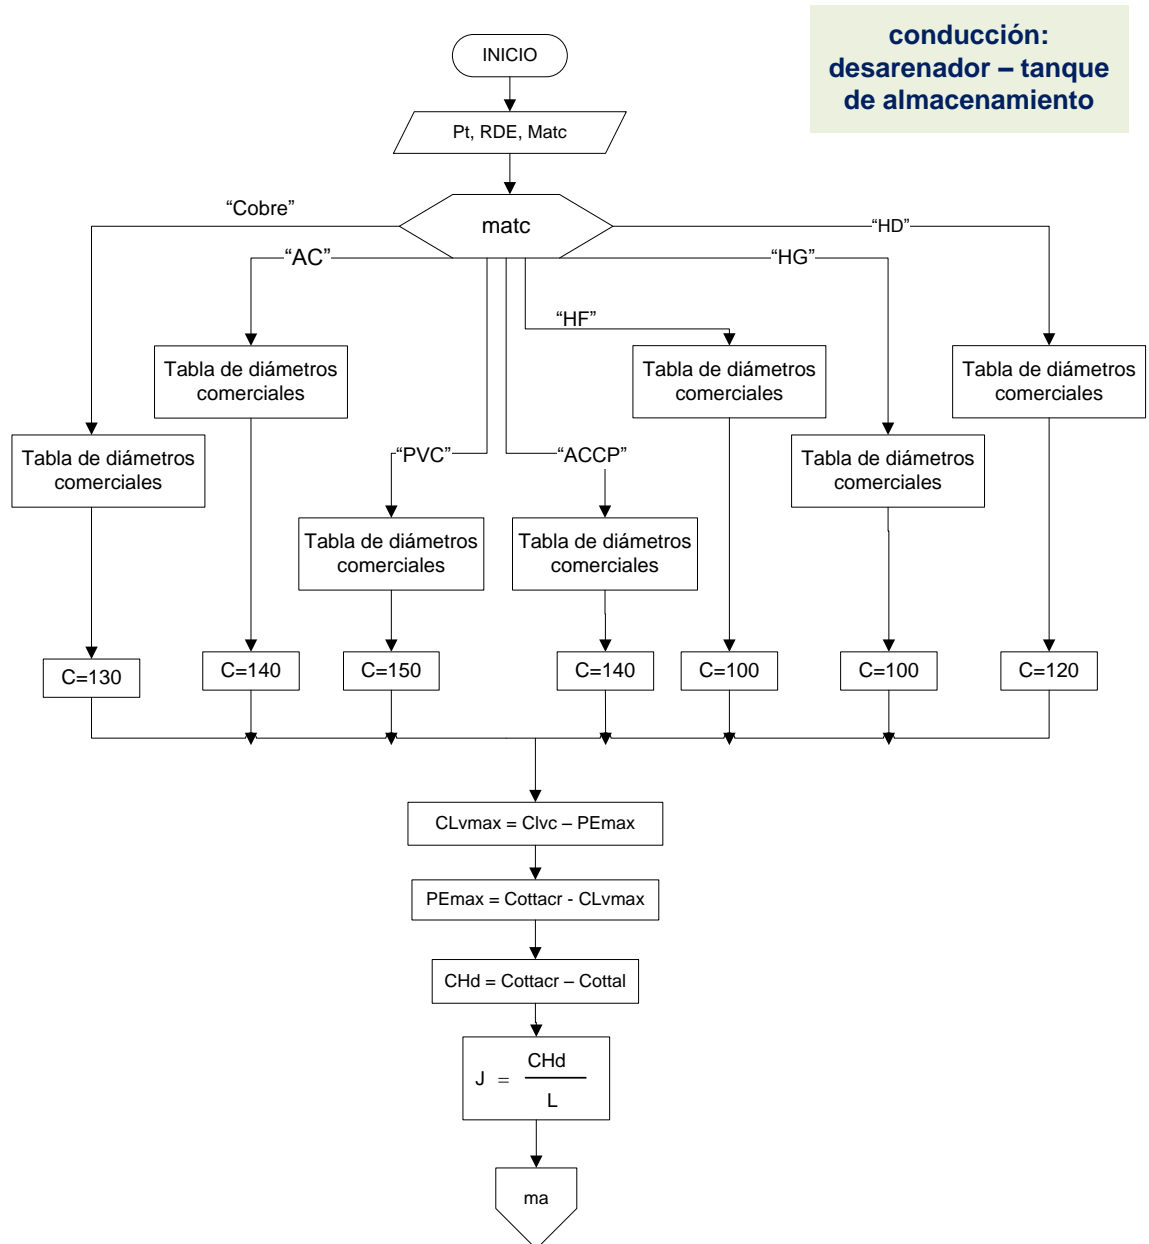 conducción:
desarenador – tanque
de almacenamiento
INICIO
Pt, RDE, Matc
matc
“Cobre”
“HD”
“AC”
“HG”
“HF”
Tabla de diámetros
comerciales
Tabla de diámetros
comerciales
Tabla de diámetros
comerciales
Tabla de diámetros
comerciales
Tabla de diámetros
comerciales
“PVC”
“ACCP”
Tabla de diámetros
comerciales
Tabla de diámetros
comerciales
C=130
C=140
C=150
C=140
C=100
C=100
C=120
CLvmax = Clvc – PEmax
PEmax = Cottacr - CLvmax
CHd = Cottacr – Cottal
CHd
J =
L
ma